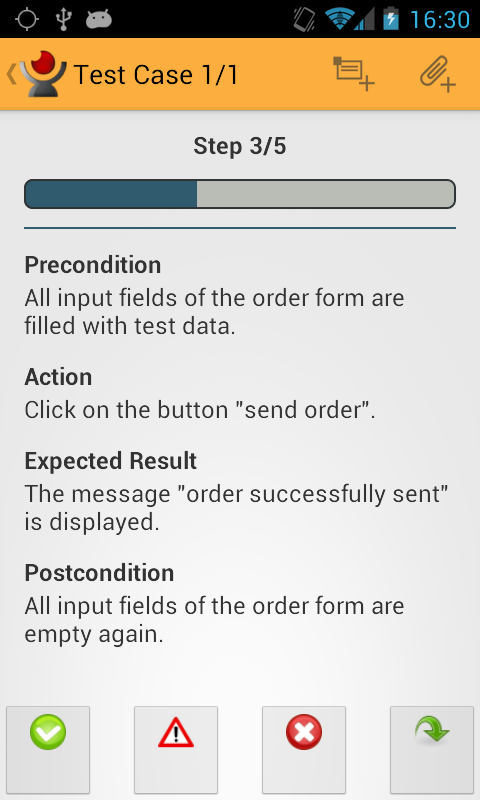 16:30
Test Case 1/1
Step 3/5
Precondition
All input fields of the order form are
filled with test data.
Action
Click on the button "send order".
Expected Result
The message "order successfully sent"
is displayed.
Postcondition
All input fields of the order form are
empty again.